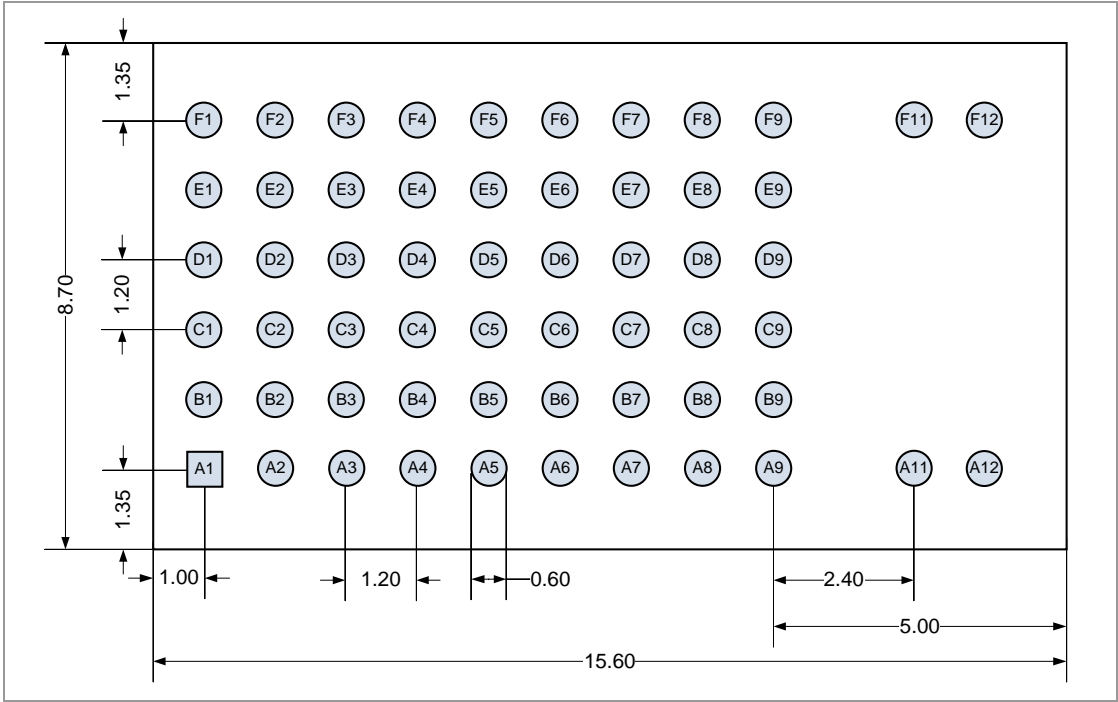 1.35
F1 F2 F3 F4 F5 F6 F7 F8 F9 F11 F12
E1 E2 E3 E4 E5 E6 E7 E8 E9
D1 D2 D3 D4 D5 D6 D7 D8 D9
8.70
1.20
C1 C2 C3 C4 C5 C6 C7 C8 C9
B1 B2 B3 B4 B5 B6 B7 B8 B9
A1 A2 A3 A4 A5 A6 A7 A8 A9 A11 A12
1.35
1.00 1.20 0.60 2.40
5.00
15.60